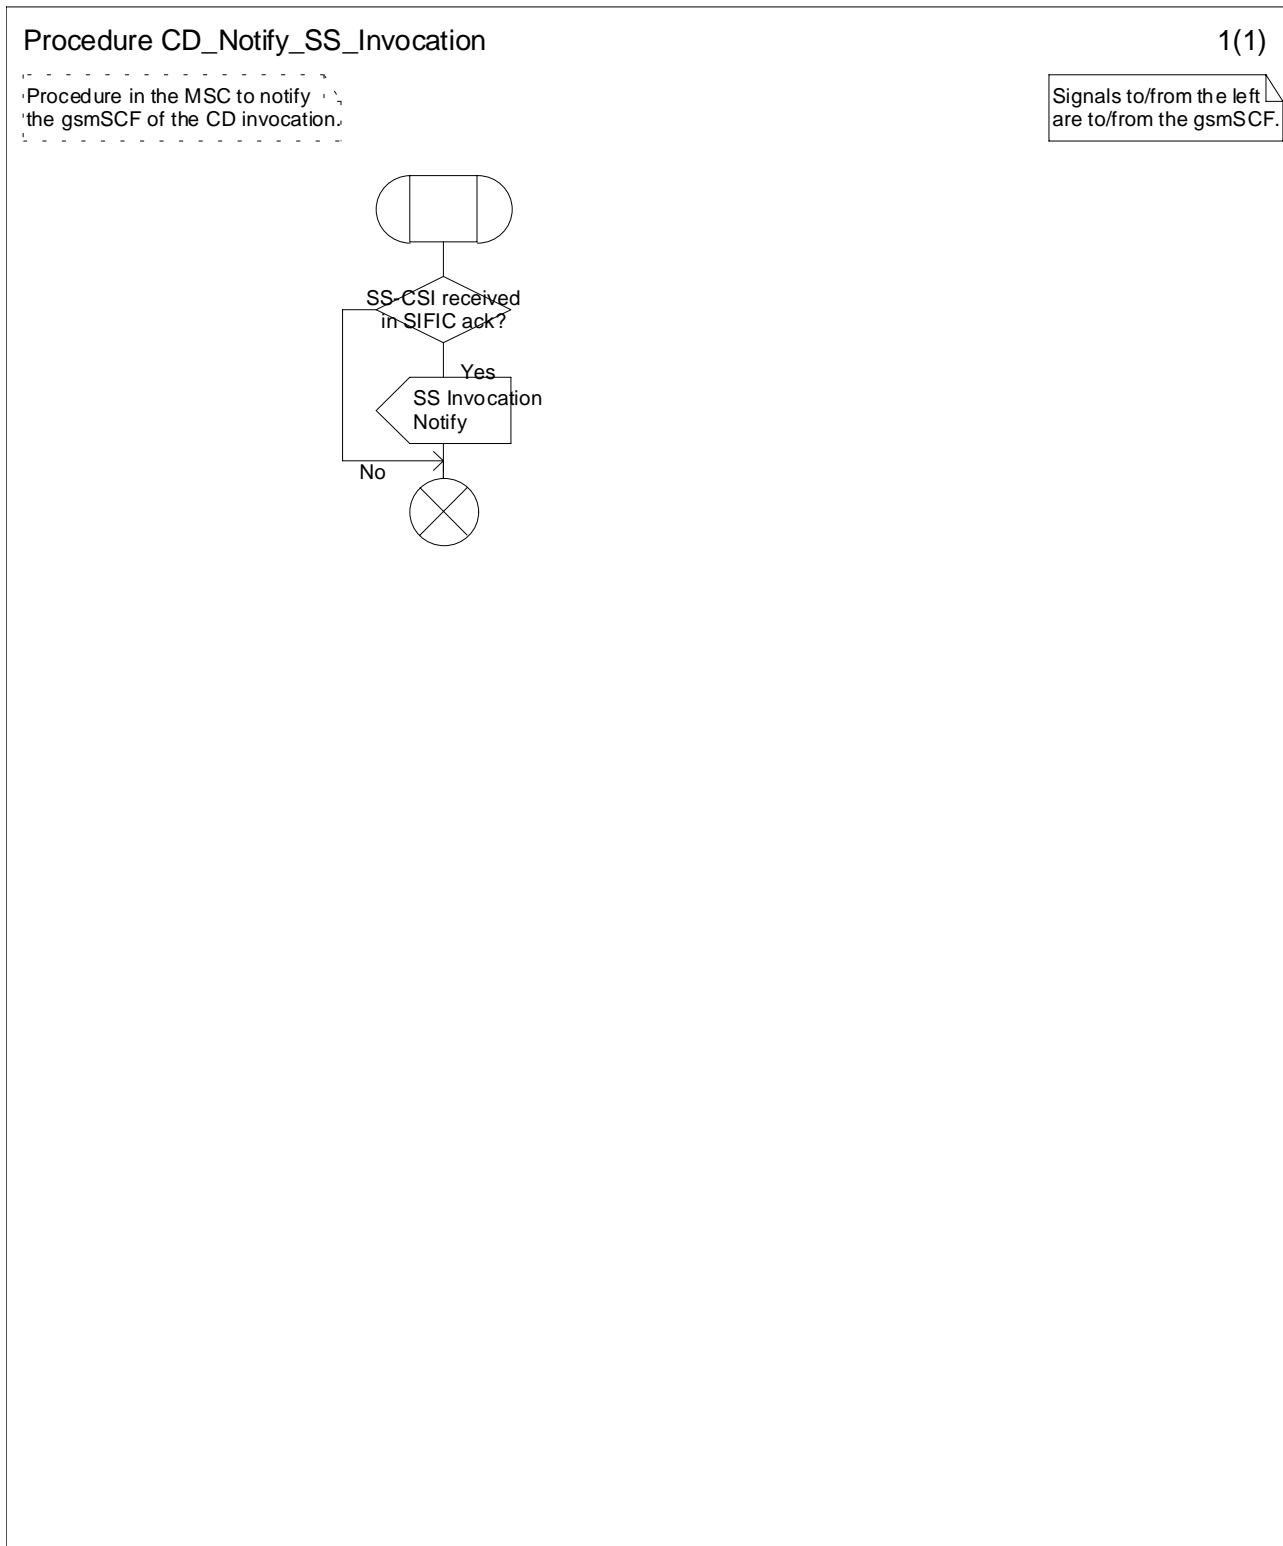 Procedure CD_Notify_SS_Invocation
1(1)
Procedure in the MSC to notify
the gsmSCF of the CD invocation.
Signals to/from the left
are to/from the gsmSCF.
SS-CSI received
in SIFIC ack?
Yes
SS Invocation
Notify
No